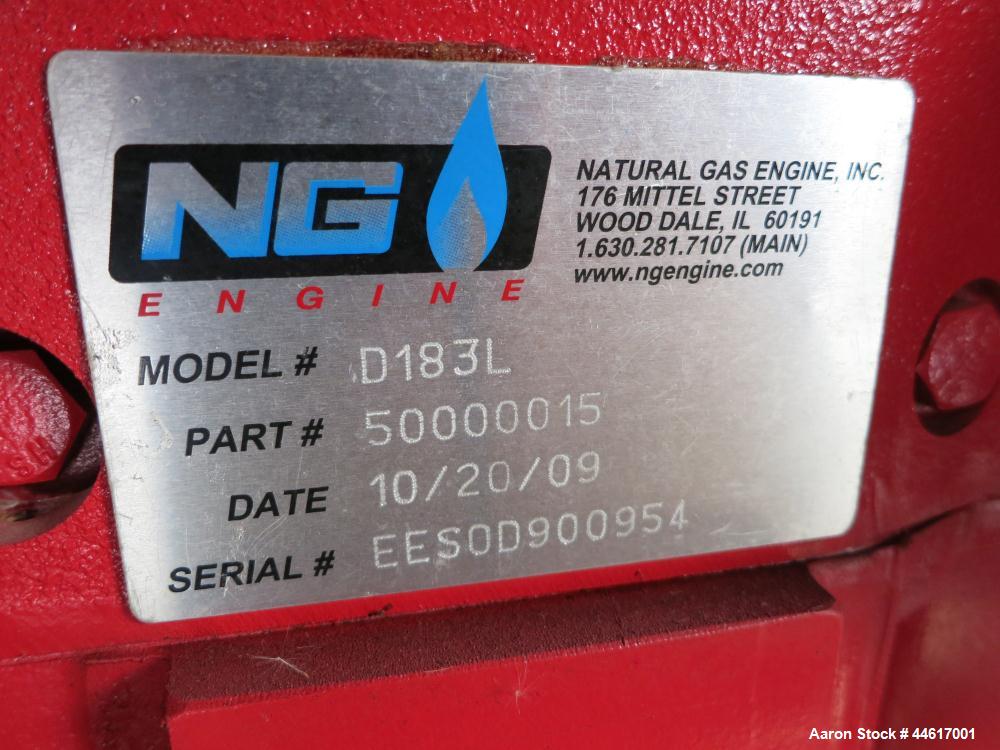 NG
ENGINE
NATURAL GAS ENGINE, INC.
176 MITTEL STREET
WOOD DALE, IL 60191
1.630.281.7107 (MAIN)
www.ngengine.com
MODEL # D183L
PART # 50000015
DATE 10/20/09
SERIAL # EESOD900954
Aaron Stock # 44617001